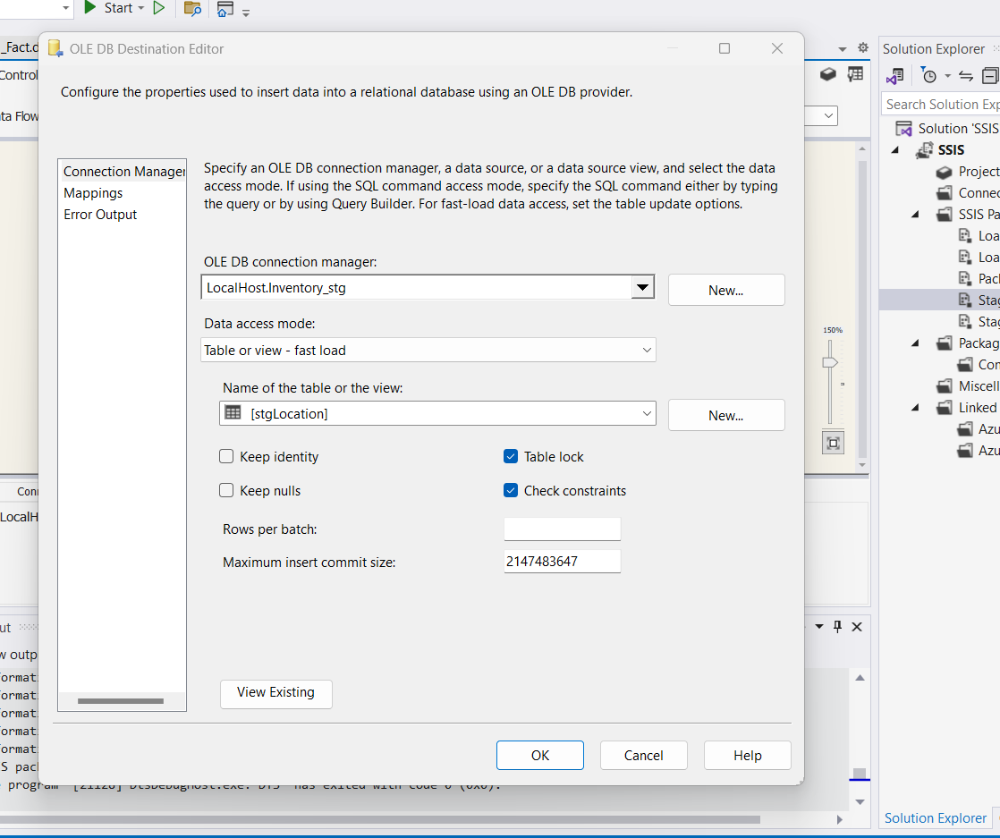 Start
_Fact.d
OLE DB Destination Editor
Solution Explorer
Control
Configure the properties used to insert data into a relational database using an OLE DB provider.
Search Solution Exp
ta Flow
Solution 'SSIS
SSIS
Connection Manager
Mappings
Error Output
Specify an OLE DB connection manager, a data source, or a data source view, and select the data
access mode. If using the SQL command access mode, specify the SQL command either by typing
the query or by using Query Builder. For fast-load data access, set the table update options.
Project
Connec
SSIS Pa
Loa
Loa
Pac
Stag
Stag
Packag
Con
Miscell
Linked
Azu
Azu
OLE DB connection manager:
LocalHost.Inventory_stg
New...
Data access mode:
150%
Table or view - fast load
Name of the table or the view:
[stgLocation]
New...
Keep identity
Table lock
Keep nulls
Check constraints
Conn
LocalH
Rows per batch:
Maximum insert commit size:
2147483647
ut
w outp
ormati
ormati
ormati
ormati
ormati
S pack
View Existing
OK
Cancel
Help
program '[21128] DtsDebugHost.exe: DTS' has exited with code 0 (0x0).
Solution Explorer